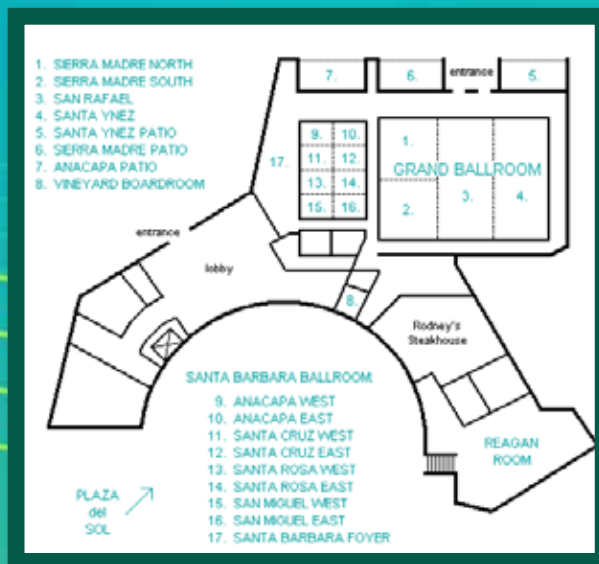 1. SIERRA MADRE NORTH
2. SIERRA MADRE SOUTH
3. SAN RAFAEL
4. SANTA YNEZ
5. SANTA YNEZ PATIO
6. SIERRA MADRE PATIO
7. ANACAPA PATIO
8. VINEYARD BOARDROOM
7.
6.
entrance
5.
9. 10.
11. 12.
13. 14.
15. 16.
17.
1.
GRAND BALLROOM
2.
3.
4.
entrance
lobby
8.
Rodney's
Steakhouse
REAGAN
ROOM
SANTA BARBARA BALLROOM:
9. ANACAPA WEST
10. ANACAPA EAST
11. SANTA CRUZ WEST
12. SANTA CRUZ EAST
13. SANTA ROSA WEST
14. SANTA ROSA EAST
15. SAN MIGUEL WEST
16. SAN MIGUEL EAST
17. SANTA BARBARA FOYER
PLAZA
del
SOL